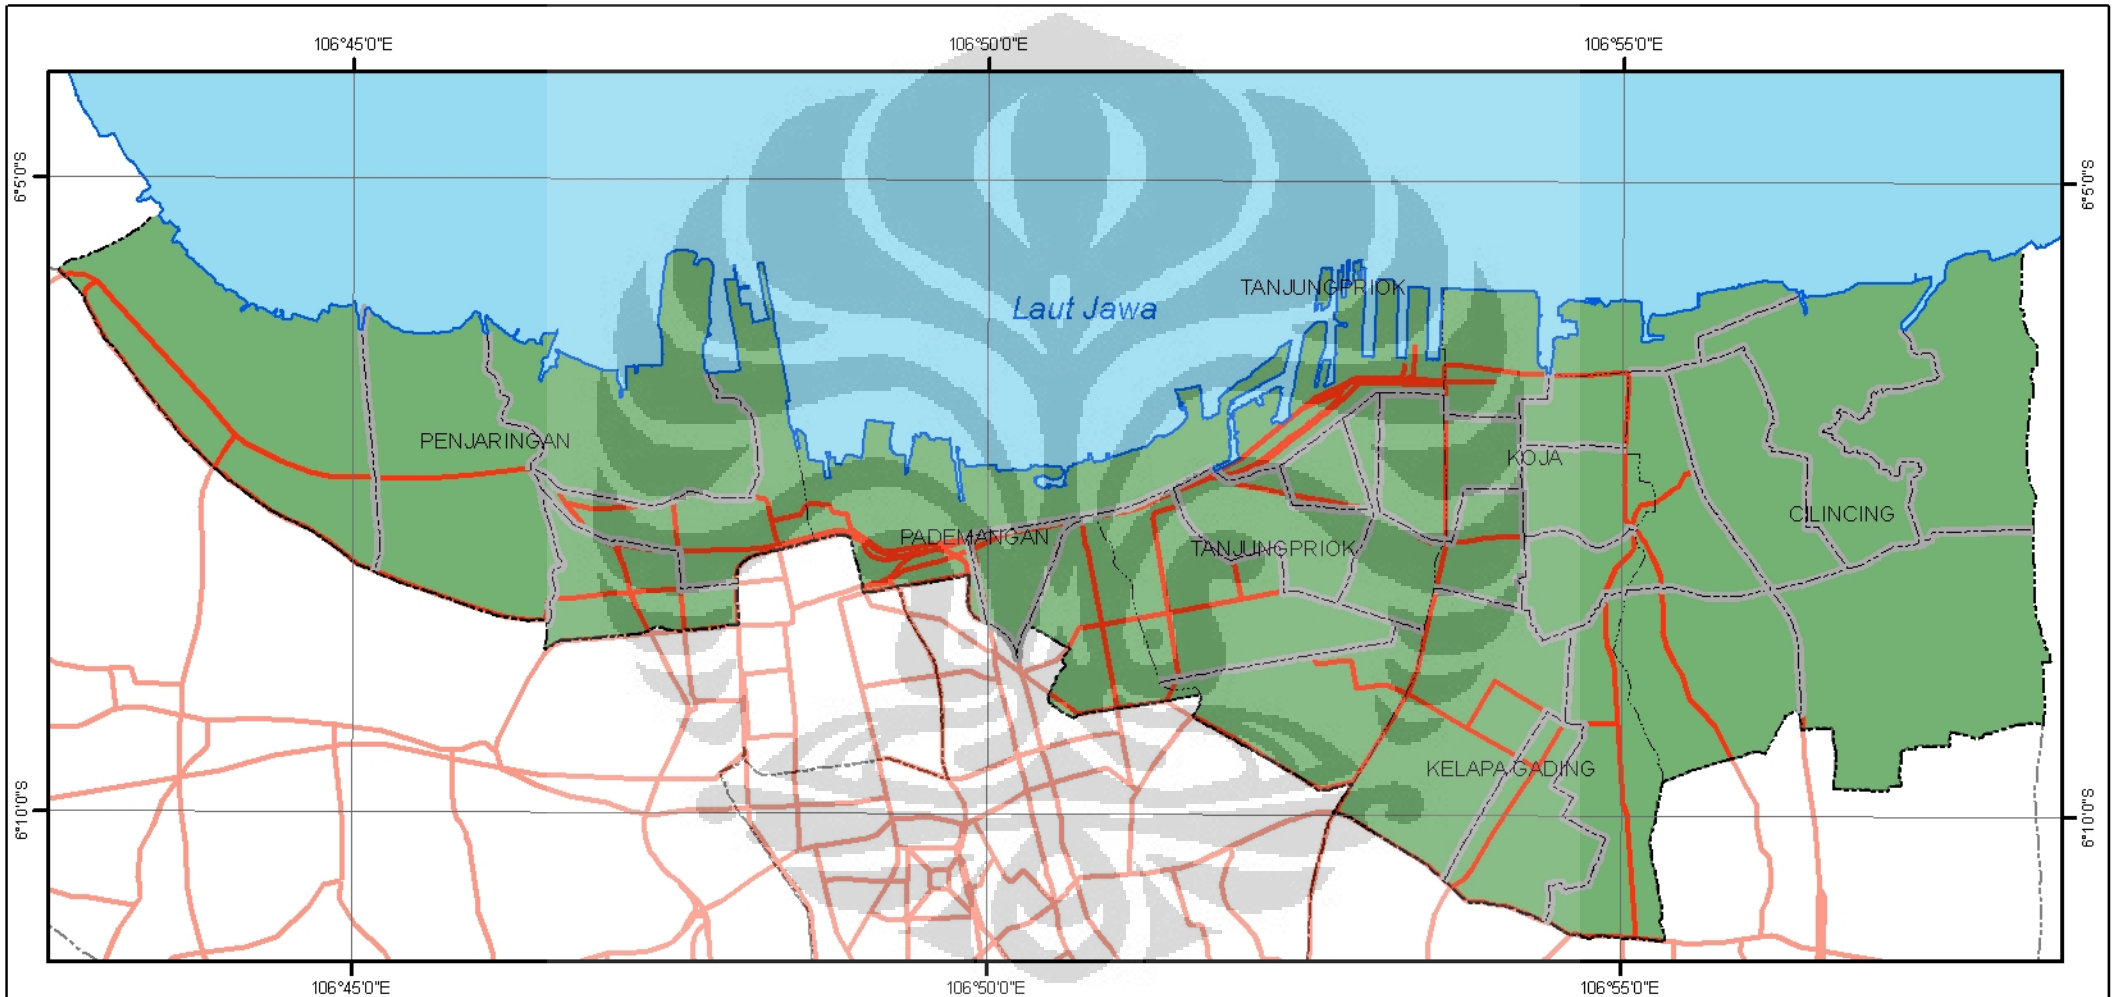 106°45'0"E
106°50'0"E
106°55'0"E
6°5'0"S
6°5'0"S
TANJUNGPRIOK
Laut Jawa
PENJARINGAN
KOJA
CILINCING
PADEMANGAN
TANJUNGPRIOK
KELAPA GADING
6°10'0"S
6°10'0"S
106°45'0"E
106°50'0"E
106°55'0"E